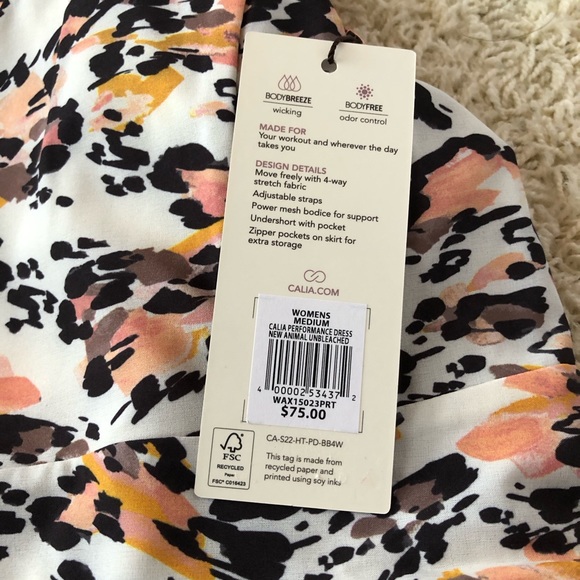 BODYBREEZE
wicking
BODYFREE
odor control
MADE FOR
Your workout and wherever the day
takes you
DESIGN DETAILS
Move freely with 4-way
stretch fabric
Adjustable straps
Power mesh bodice for support
Undershort with pocket
Zipper pockets on skirt for
extra storage
CALIA.COM
WOMENS
MEDIUM
CALIA PERFORMANCE DRESS
NEW ANIMAL UNBLEACHED
4 00002 53437 2
WAX15023PRT
$75.00
CA-S22-HT-PD-BB4W
FSC
RECYCLED
Paper
FSC® C016423
This tag is made from
recycled paper and
printed using soy ink.